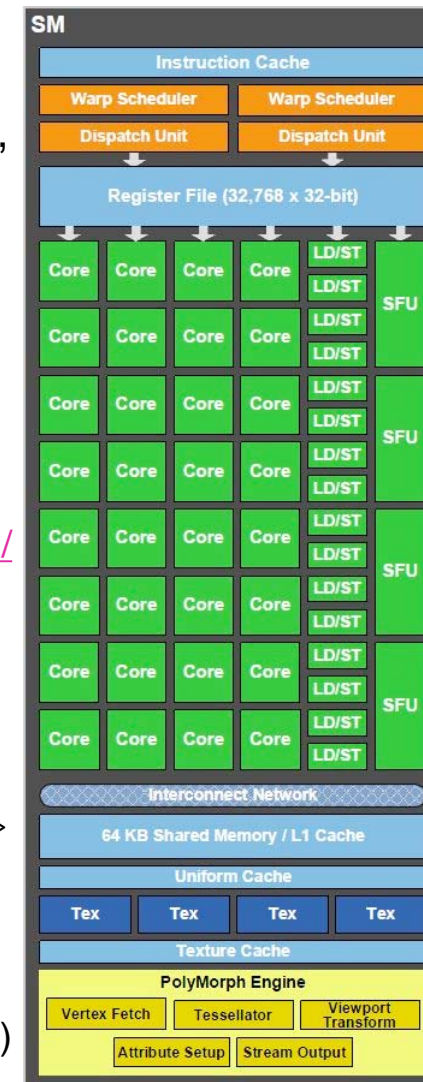 SM
Instruction Cache
Warp Scheduler Warp Scheduler
,
Dispatch Unit Dispatch Unit
Register File (32,768 x 32-bit)
Core Core Core Core LD/ST SFU
LD/ST
Core Core Core Core LD/ST
LD/ST
Core Core Core Core LD/ST SFU
LD/ST
Core Core Core Core LD/ST
LD/ST
/
Core Core Core Core LD/ST SFU
LD/ST
Core Core Core Core LD/ST
LD/ST
Core Core Core Core LD/ST SFU
LD/ST
Core Core Core Core LD/ST
LD/ST
Interconnect Network
64 KB Shared Memory / L1 Cache
Uniform Cache
Tex Tex Tex Tex
Texture Cache
PolyMorph Engine
Vertex Fetch Tessellator Viewport Transform
)
Attribute Setup Stream Output